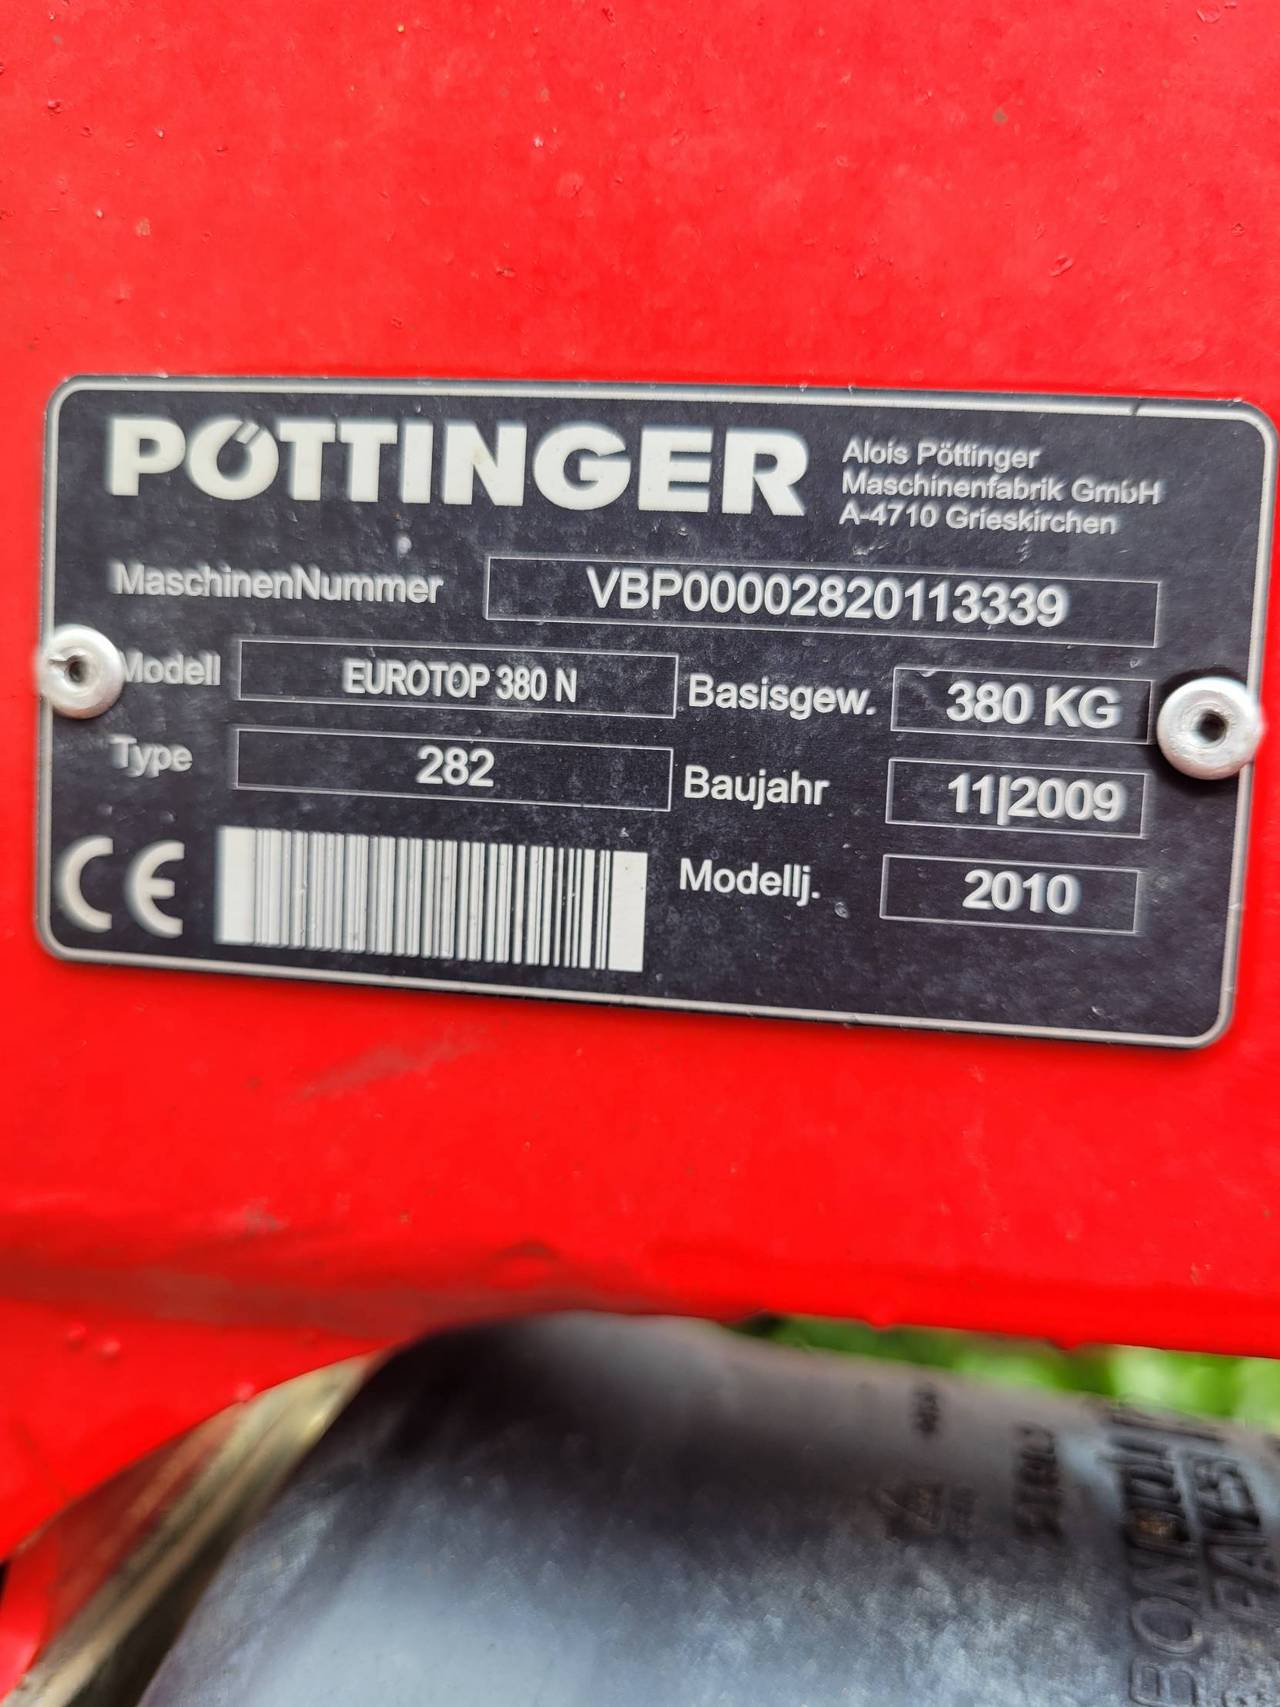 PÖTTINGER
Alois Pöttinger
Maschinenfabrik GmbH
A-4710 Grieskirchen
MaschinenNummer VBP00002820113339
Modell EUROTOP 380 N Basisgew. 380 KG
Type 282 Baujahr 11|2009
CE Modellj. 2010